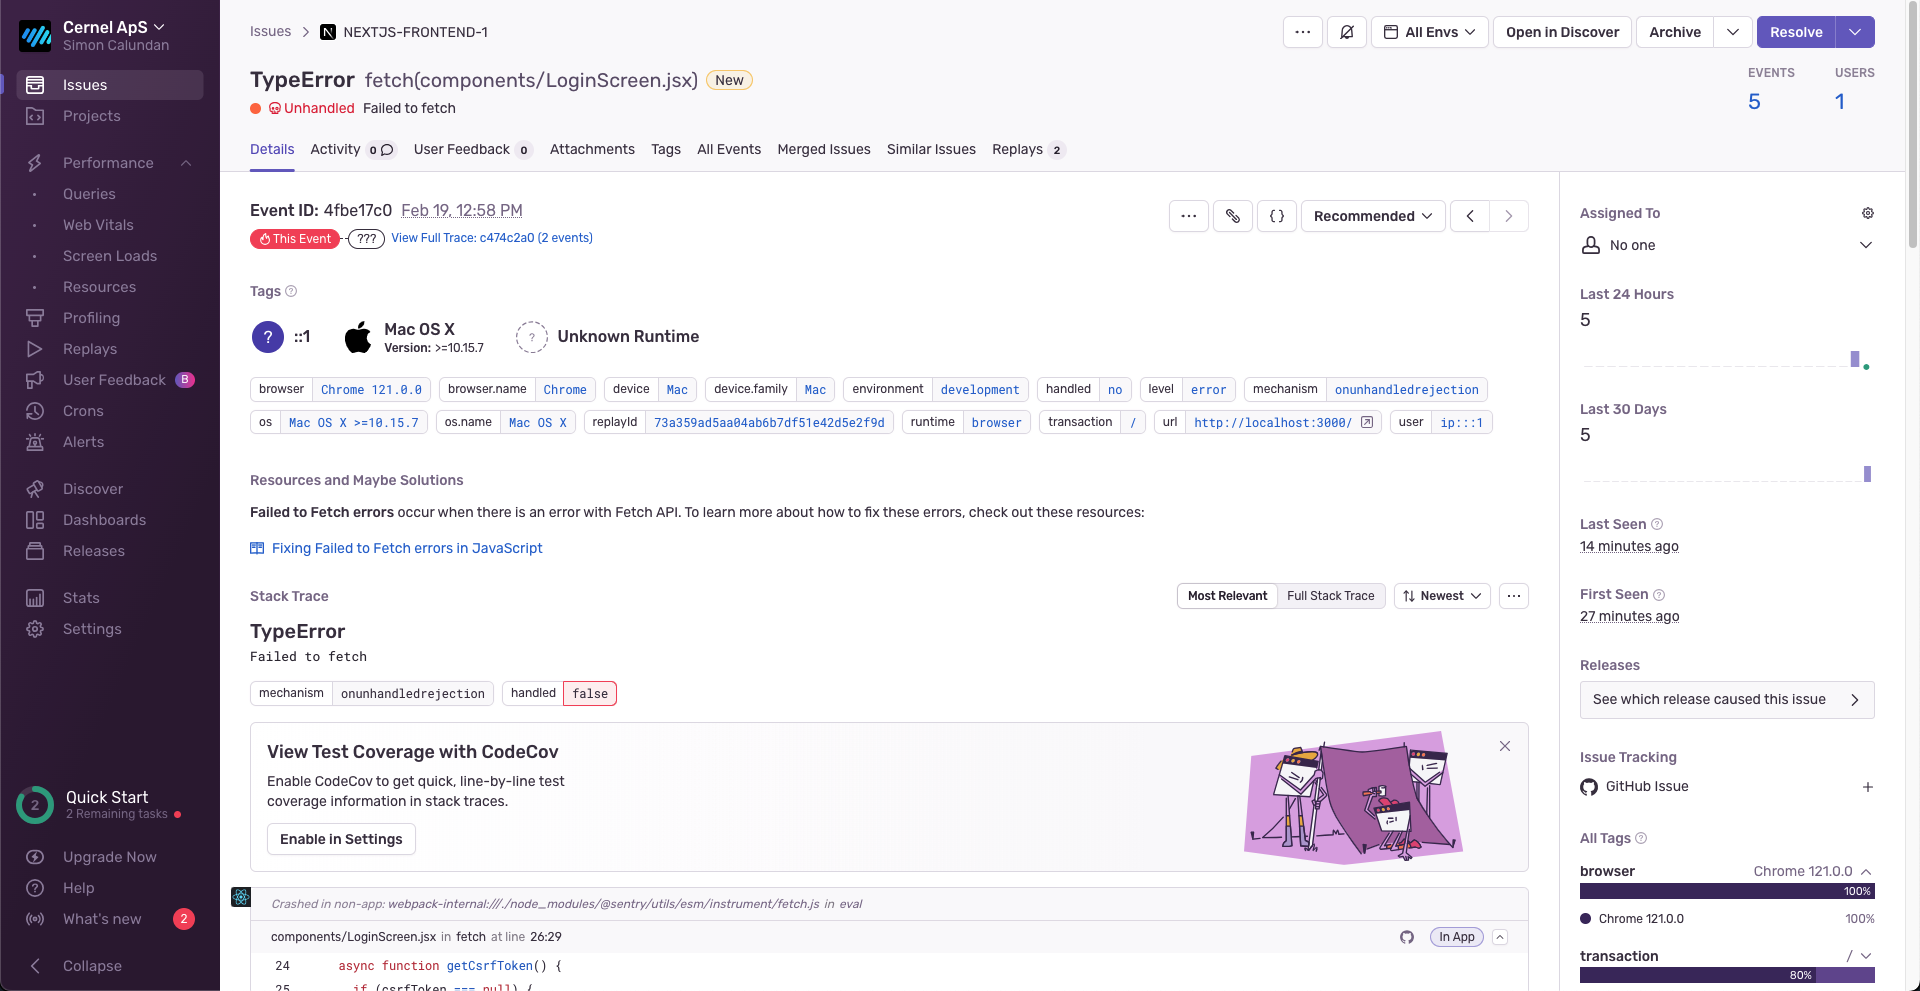 Cernel ApS
Simon Calundan
Issues
Projects
Performance
Queries
Web Vitals
Screen Loads
Resources
Profiling
Replays
User Feedback B
Crons
Alerts
Discover
Dashboards
Releases
Stats
Settings
2 Quick Start
2 Remaining tasks
Upgrade Now
Help
What's new 2
Collapse
Issues > NEXTJS-FRONTEND-1
... All Envs Open in Discover Archive Resolve
TypeError fetch(components/LoginScreen.jsx) New
Unhandled Failed to fetch
EVENTS USERS
5 1
Details Activity 0 User Feedback 0 Attachments Tags All Events Merged Issues Similar Issues Replays 2
Event ID: 4fbe17c0 Feb 19, 12:58 PM
This Event ??? View Full Trace: c474c2a0 (2 events)
... {} Recommended
Tags ?
? ::1
Mac OS X
Version: >=10.15.7
? Unknown Runtime
browser Chrome 121.0.0 browser.name Chrome device Mac device.family Mac environment development handled no level error mechanism onunhandledrejection
os Mac OS X >=10.15.7 os.name Mac OS X replayId 73a359ad5aa04ab6b7df51e42d5e2f9d runtime browser transaction / url http://localhost:3000/ user ip:::1
Resources and Maybe Solutions
Failed to Fetch errors occur when there is an error with Fetch API. To learn more about how to fix these errors, check out these resources:
Fixing Failed to Fetch errors in JavaScript
Stack Trace
Most Relevant Full Stack Trace Newest ...
TypeError
Failed to fetch
mechanism onunhandledrejection handled false
View Test Coverage with CodeCov
Enable CodeCov to get quick, line-by-line test
coverage information in stack traces.
Enable in Settings
Crashed in non-app: webpack-internal:///./node_modules/@sentry/utils/esm/instrument/fetch.js in eval
components/LoginScreen.jsx in fetch at line 26:29 In App
24 async function getCsrfToken() {
25 if (csrfToken === null) {
Assigned To
No one
Last 24 Hours
5
Last 30 Days
5
Last Seen ?
14 minutes ago
First Seen ?
27 minutes ago
Releases
See which release caused this issue
Issue Tracking
GitHub Issue +
All Tags ?
browser Chrome 121.0.0
100%
Chrome 121.0.0 100%
transaction /
80%